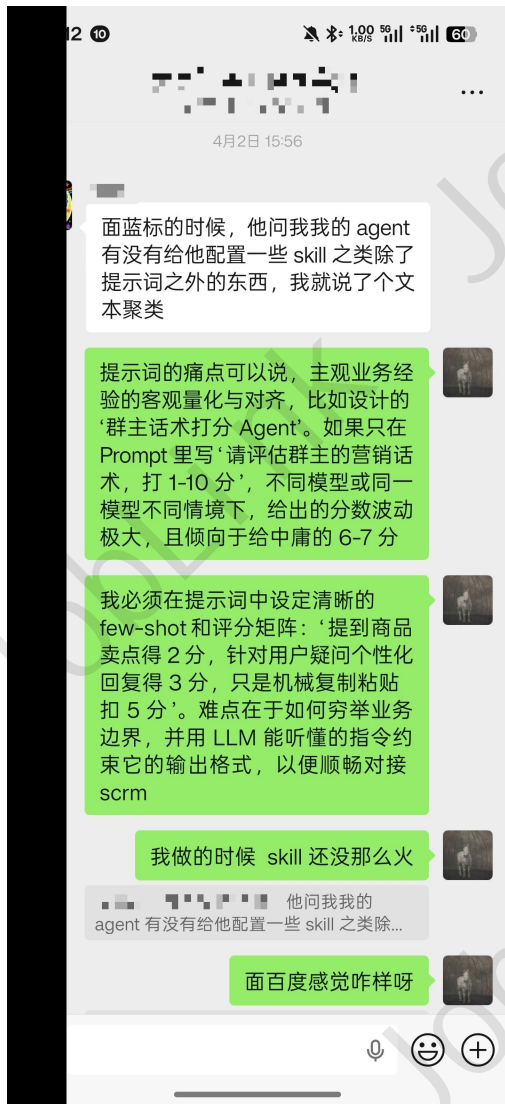 12 10
1.00 KB/S 5G 5G 60
4月2日 15:56
面蓝标的时候，他问我我的 agent
有没有给他配置一些 skill 之类除了
提示词之外的东西，我就说了个文
本聚类
提示词的痛点可以说，主观业务经
验的客观量化与对齐，比如设计的
‘群主话术打分 Agent’。如果只在
Prompt 里写‘请评估群主的营销话
术，打 1-10 分’，不同模型或同一
模型不同情境下，给出的分数波动
极大，且倾向于给中庸的 6-7 分
我必须在提示词中设定清晰的
few-shot 和评分矩阵：‘提到商品
卖点得 2 分，针对用户疑问个性化
回复得 3 分，只是机械复制粘贴
扣 5 分’。难点在于如何穷举业务
边界，并用 LLM 能听懂的指令约
束它的输出格式，以便顺畅对接
scrm
我做的时候 skill 还没那么火
他问我我的
agent 有没有给他配置一些 skill 之类除...
面百度感觉咋样呀
JobLink